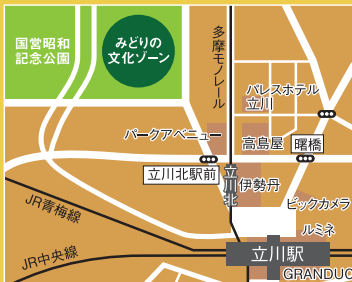 国営昭和
記念公園
みどりの
文化ゾーン
多摩モノレール
パレスホテル
立川
パークアベニュー
高島屋
曙橋
立川北駅前
立川北
伊勢丹
ビックカメラ
JR青梅線
ルミネ
立川駅
JR中央線
GRANDUO